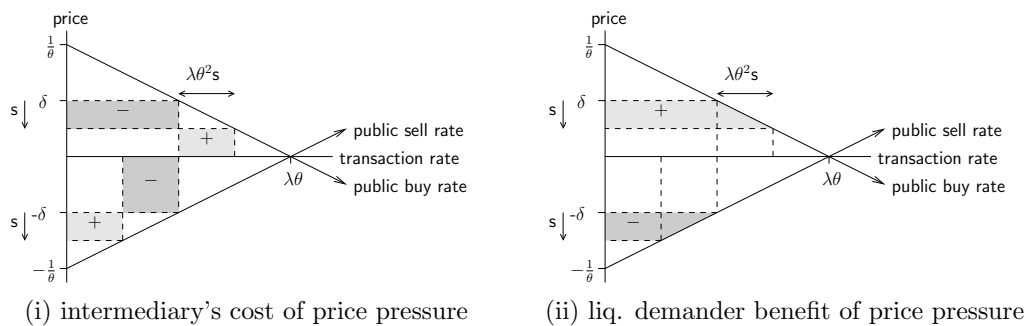 price
1/θ
λθ²s
s
δ
−
+
public sell rate
transaction rate
−
λθ
public buy rate
s
-δ
+
−1/θ
(i) intermediary's cost of price pressure
price
1/θ
λθ²s
s
δ
+
public sell rate
transaction rate
λθ
public buy rate
s
-δ
−
−1/θ
(ii) liq. demander benefit of price pressure